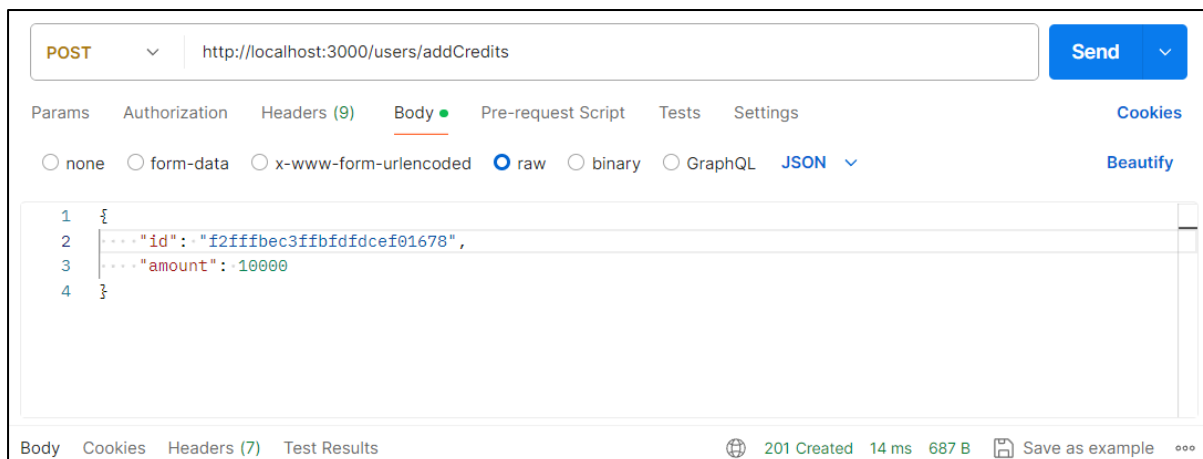 POST http://localhost:3000/users/addCredits Send
Params Authorization Headers (9) Body Pre-request Script Tests Settings Cookies
none form-data x-www-form-urlencoded raw binary GraphQL JSON Beautify
1 {
2 "id": "f2fffbec3ffbfdfdcef01678",
3 "amount": 10000
4 }
Body Cookies Headers (7) Test Results 201 Created 14 ms 687 B Save as example